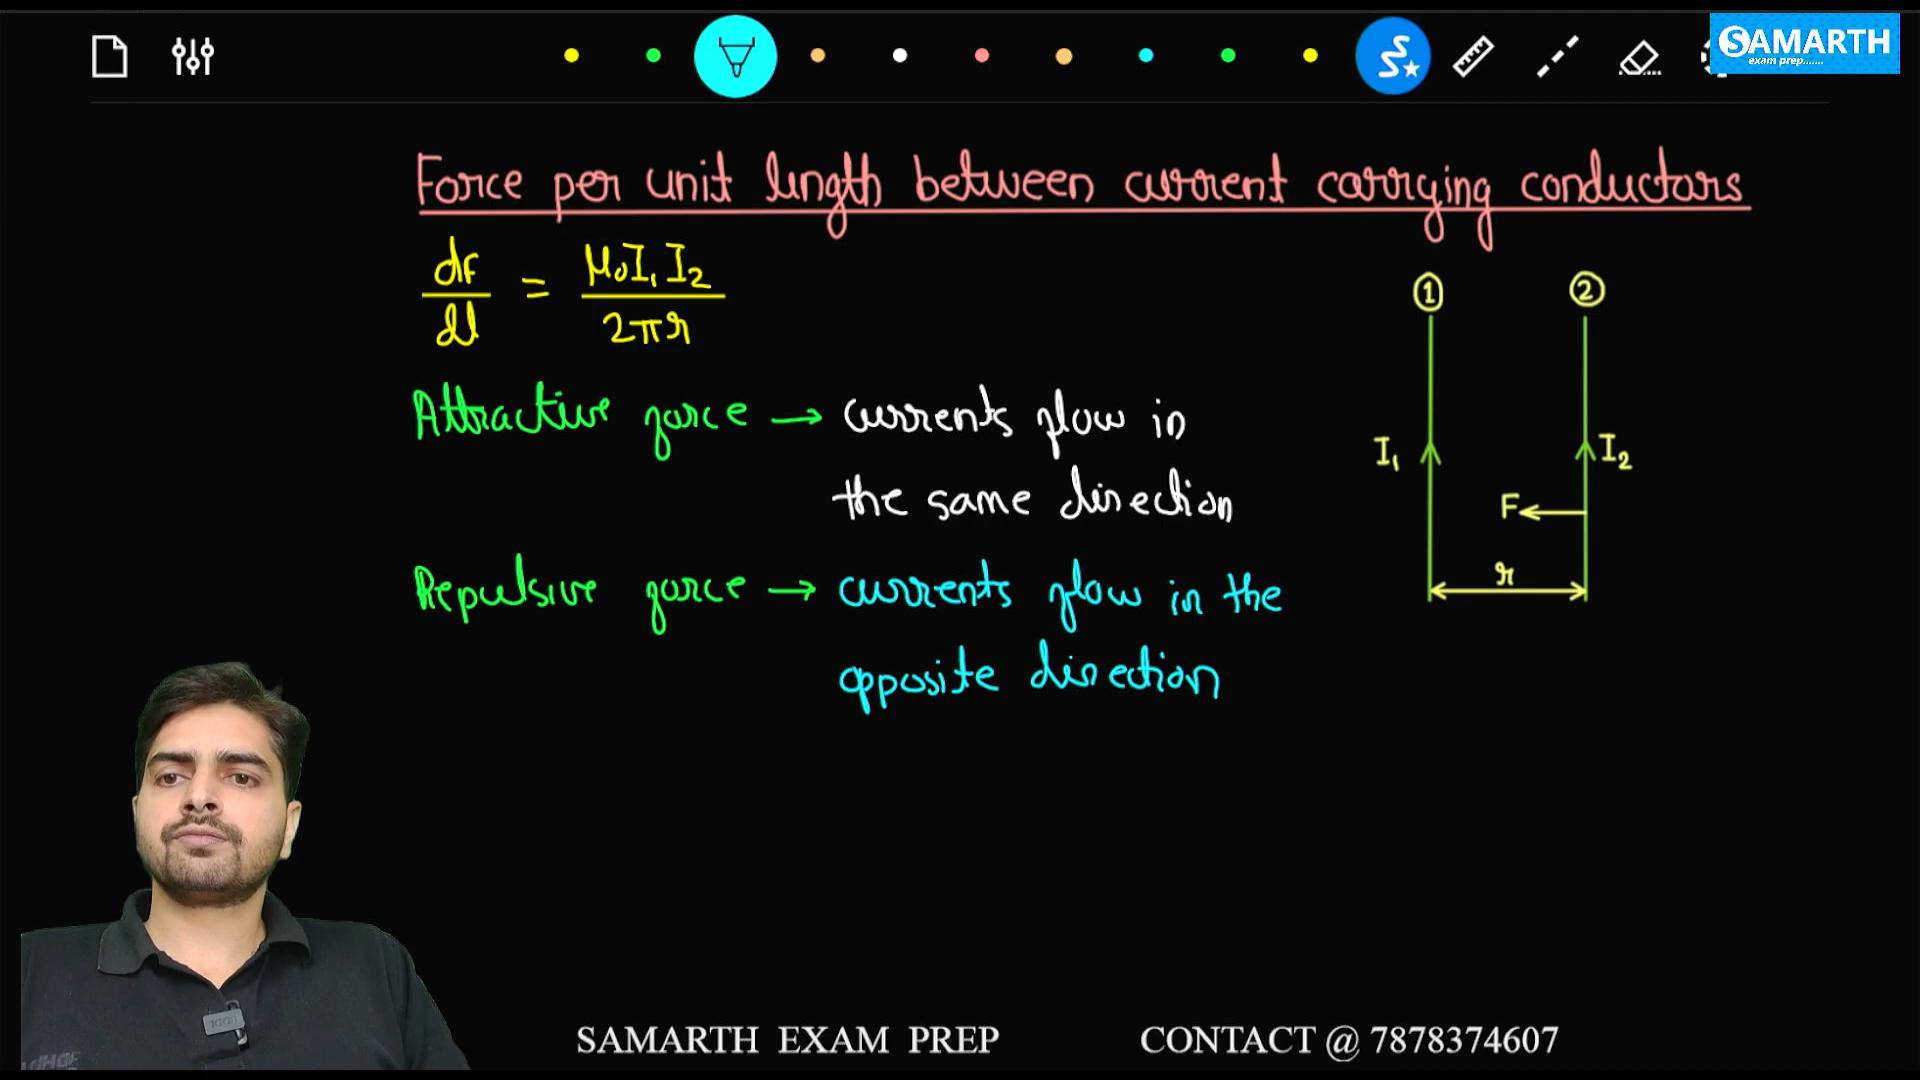 SAMARTH
exam prep.......
Force per unit length between current carrying conductors
dF/dl = μ₀I₁I₂/2πr
① ②
Attractive force → currents flow in
the same direction
I₁ I₂
F
r
Repulsive force → currents flow in the
opposite direction
SAMARTH EXAM PREP CONTACT @ 7878374607